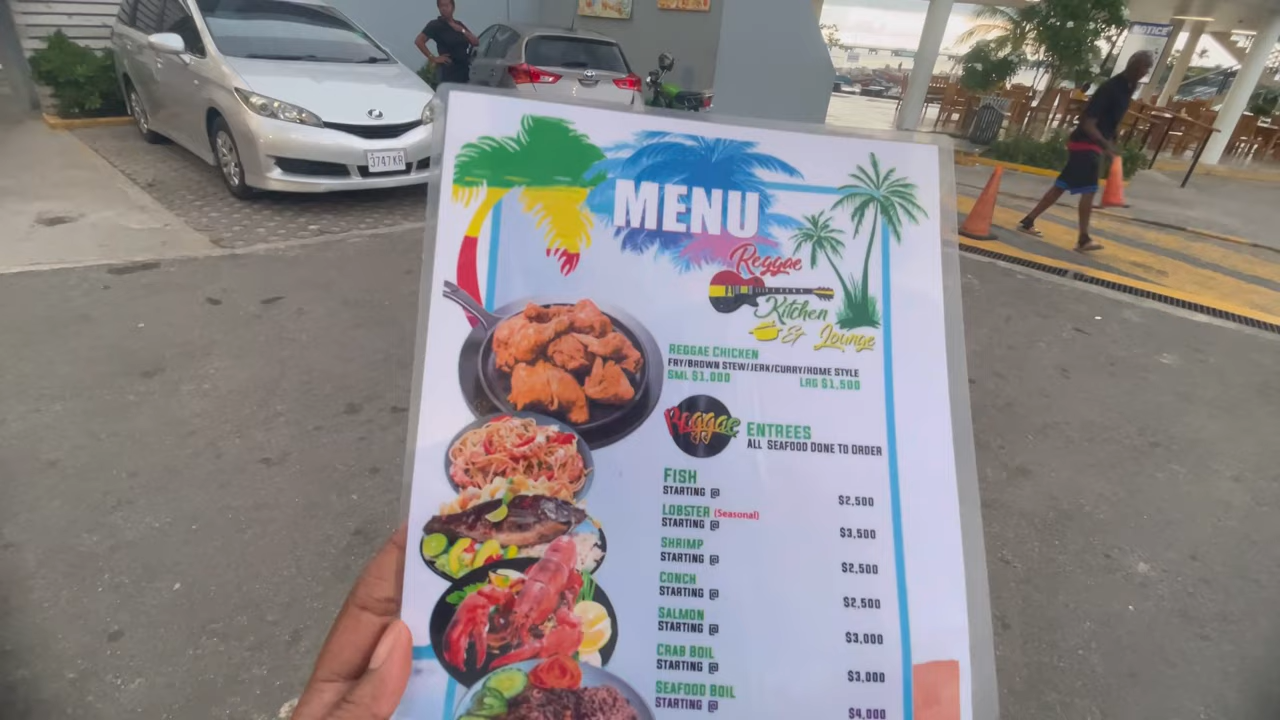 3747 KR
NOTICE
MENU
Reggae
Kitchen
& Lounge
REGGAE CHICKEN
FRY/BROWN STEW/JERK/CURRY/HOME STYLE
SML $1,000 LRG $1,500
Reggae
ENTREES
ALL SEAFOOD DONE TO ORDER
FISH
STARTING @ $2,500
LOBSTER (Seasonal)
STARTING @ $3,500
SHRIMP
STARTING @ $2,500
CONCH
STARTING @ $2,500
SALMON
STARTING @ $3,000
CRAB BOIL
STARTING @ $3,000
SEAFOOD BOIL
STARTING @ $4,000